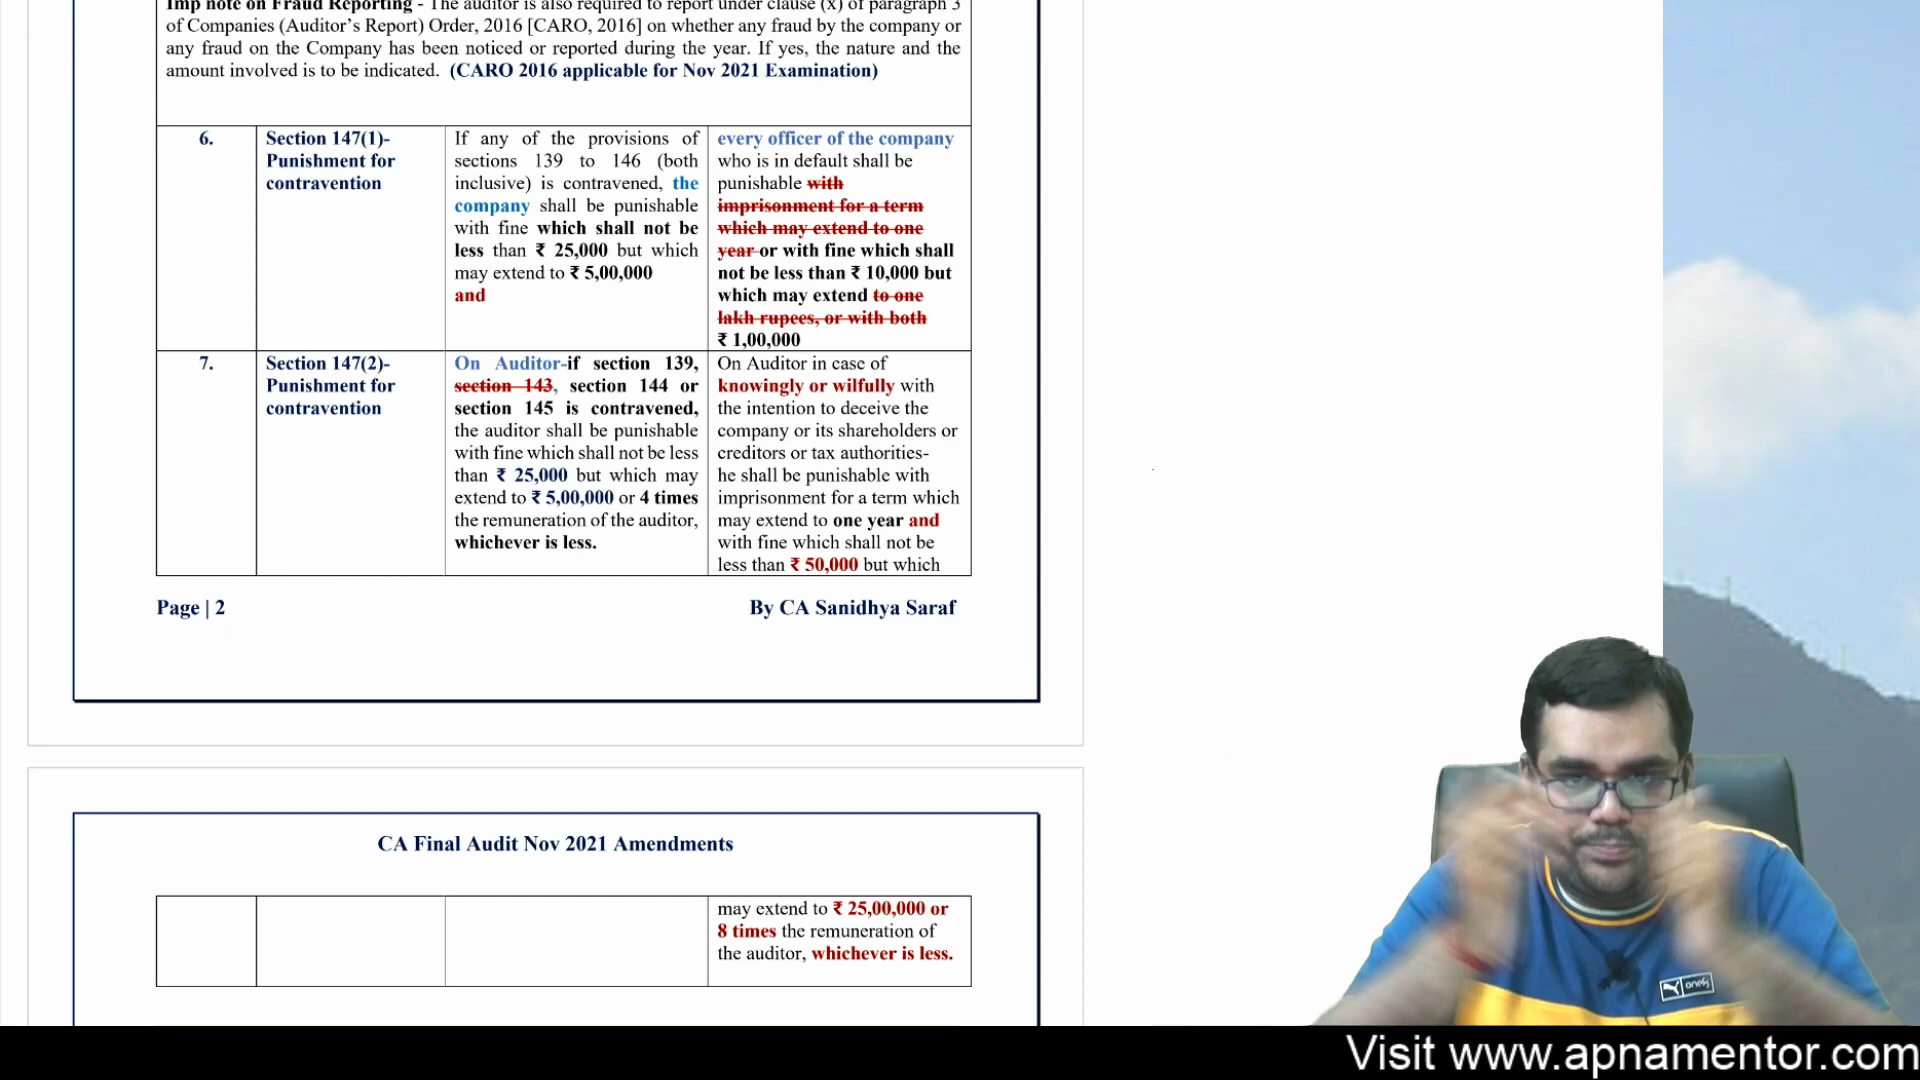 Imp note on Fraud Reporting - The auditor is also required to report under clause (x) of paragraph 3
of Companies (Auditor's Report) Order, 2016 [CARO, 2016] on whether any fraud by the company or
any fraud on the Company has been noticed or reported during the year. If yes, the nature and the
amount involved is to be indicated. (CARO 2016 applicable for Nov 2021 Examination)
6.
Section 147(1)-
Punishment for
contravention
If any of the provisions of
sections 139 to 146 (both
inclusive) is contravened, the
company shall be punishable
with fine which shall not be
less than ₹ 25,000 but which
may extend to ₹ 5,00,000
and
every officer of the company
who is in default shall be
punishable with
imprisonment for a term
which may extend to one
year or with fine which shall
not be less than ₹ 10,000 but
which may extend to one
lakh rupees, or with both
₹ 1,00,000
7.
Section 147(2)-
Punishment for
contravention
On Auditor-if section 139,
section 143, section 144 or
section 145 is contravened,
the auditor shall be punishable
with fine which shall not be less
than ₹ 25,000 but which may
extend to ₹ 5,00,000 or 4 times
the remuneration of the auditor,
whichever is less.
On Auditor in case of
knowingly or wilfully with
the intention to deceive the
company or its shareholders or
creditors or tax authorities-
he shall be punishable with
imprisonment for a term which
may extend to one year and
with fine which shall not be
less than ₹ 50,000 but which
Page | 2
By CA Sanidhya Saraf
CA Final Audit Nov 2021 Amendments
may extend to ₹ 25,00,000 or
8 times the remuneration of
the auditor, whichever is less.
one8
Visit www.apnamentor.com